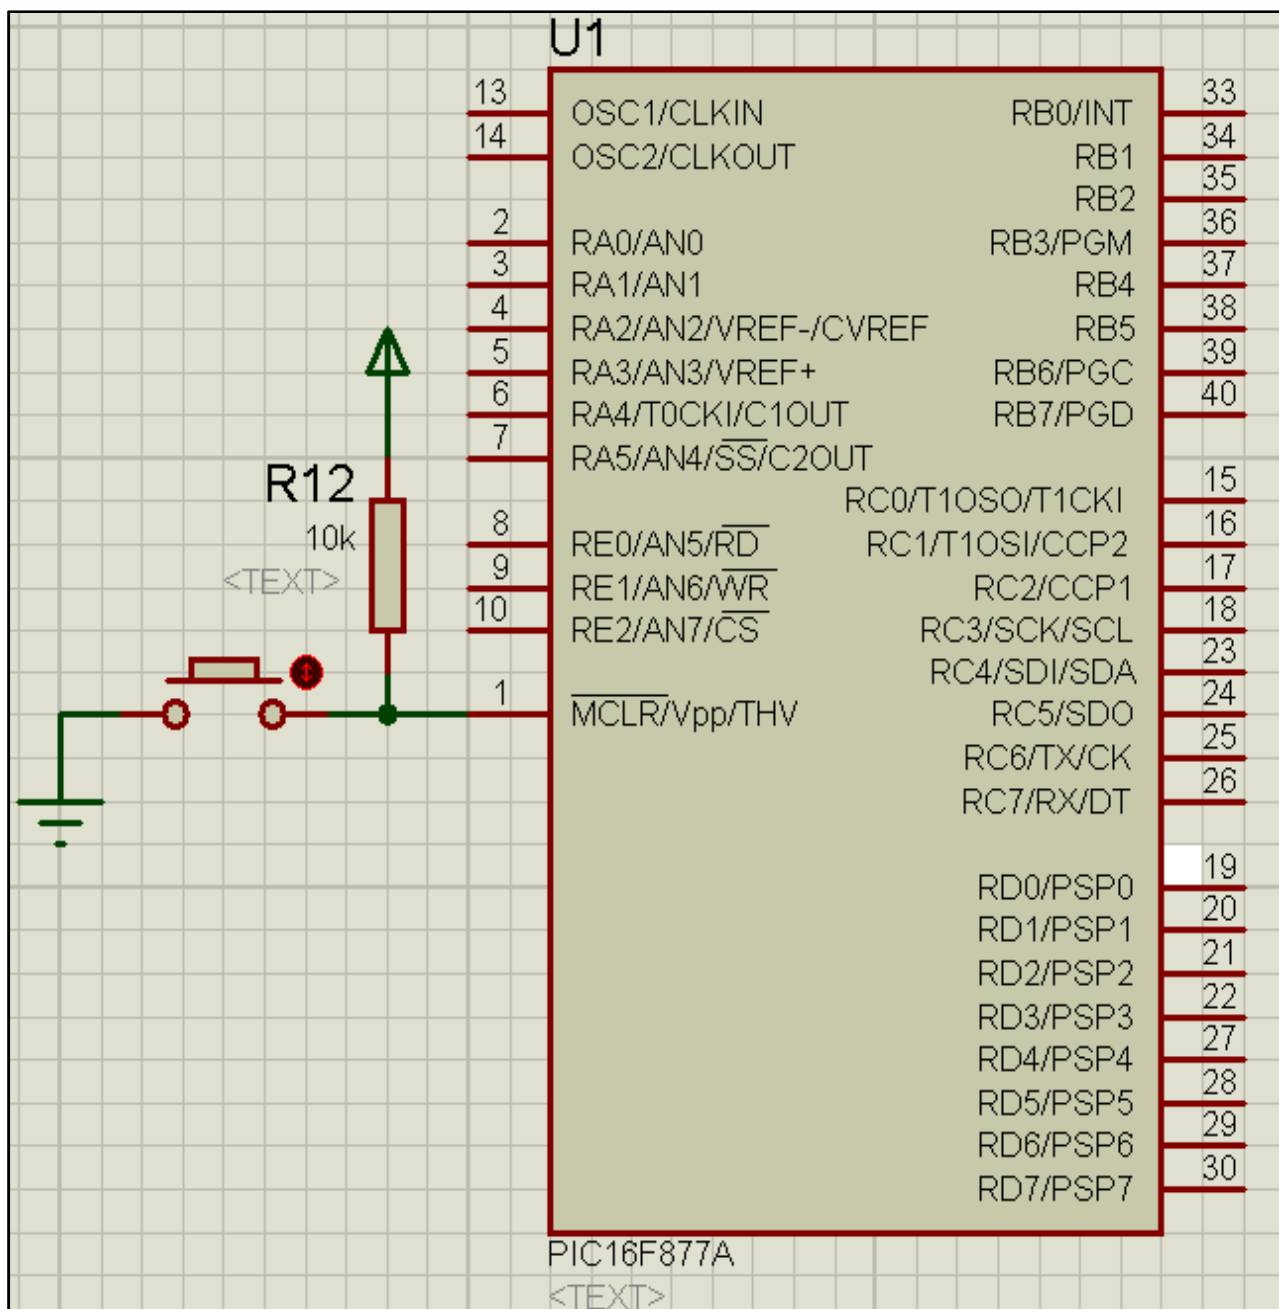 U1
13 OSC1/CLKIN RB0/INT 33
14 OSC2/CLKOUT RB1 34
RB2 35
2 RA0/AN0 RB3/PGM 36
3 RA1/AN1 RB4 37
4 RA2/AN2/VREF-/CVREF RB5 38
5 RA3/AN3/VREF+ RB6/PGC 39
6 RA4/T0CKI/C1OUT RB7/PGD 40
7 RA5/AN4/SS/C2OUT
R12
RC0/T1OSO/T1CKI 15
10k
8 RE0/AN5/RD RC1/T1OSI/CCP2 16
<TEXT>
9 RE1/AN6/WR RC2/CCP1 17
10 RE2/AN7/CS RC3/SCK/SCL 18
RC4/SDI/SDA 23
1 MCLR/Vpp/THV RC5/SDO 24
RC6/TX/CK 25
RC7/RX/DT 26
RD0/PSP0 19
RD1/PSP1 20
RD2/PSP2 21
RD3/PSP3 22
RD4/PSP4 27
RD5/PSP5 28
RD6/PSP6 29
RD7/PSP7 30
PIC16F877A
<TEXT>